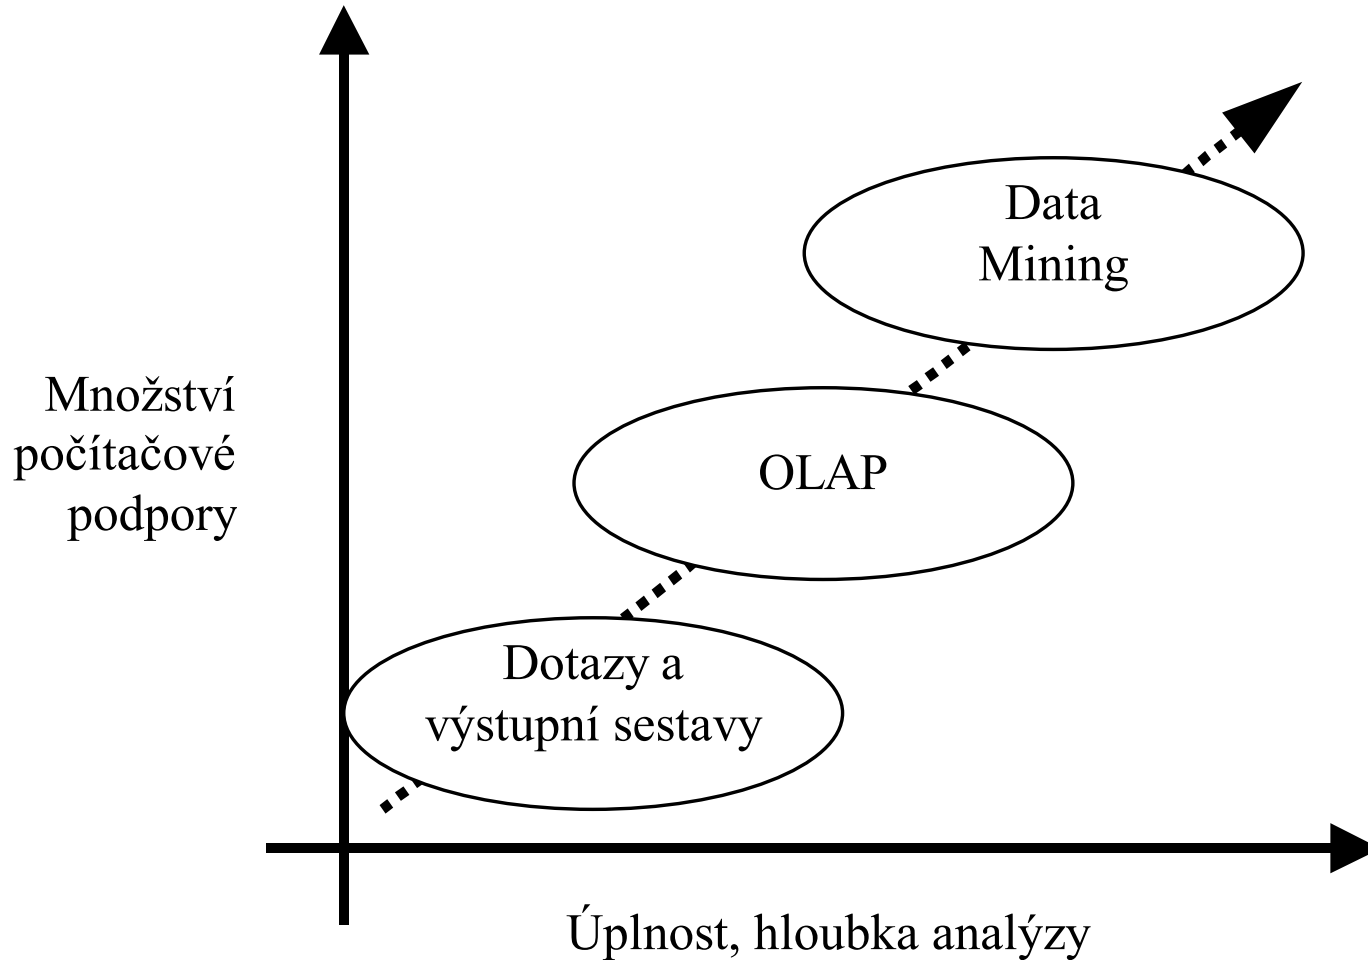 Data
Mining
Množství
počítačové
podpory
OLAP
Dotazy a
výstupní sestavy
Úplnost, hloubka analýzy